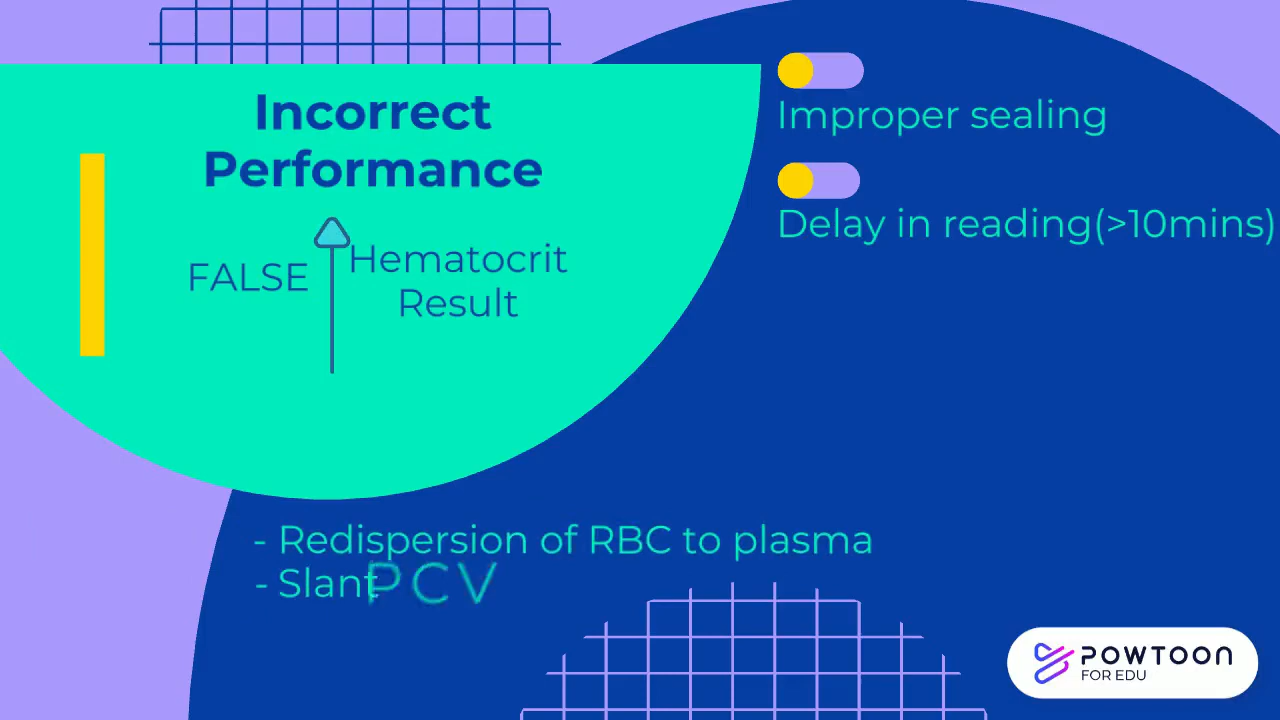 Incorrect
Performance
FALSE
Hematocrit
Result
Improper sealing
Delay in reading(>10mins)
- Redispersion of RBC to plasma
- Slant PCV
POWTOON
FOR EDU